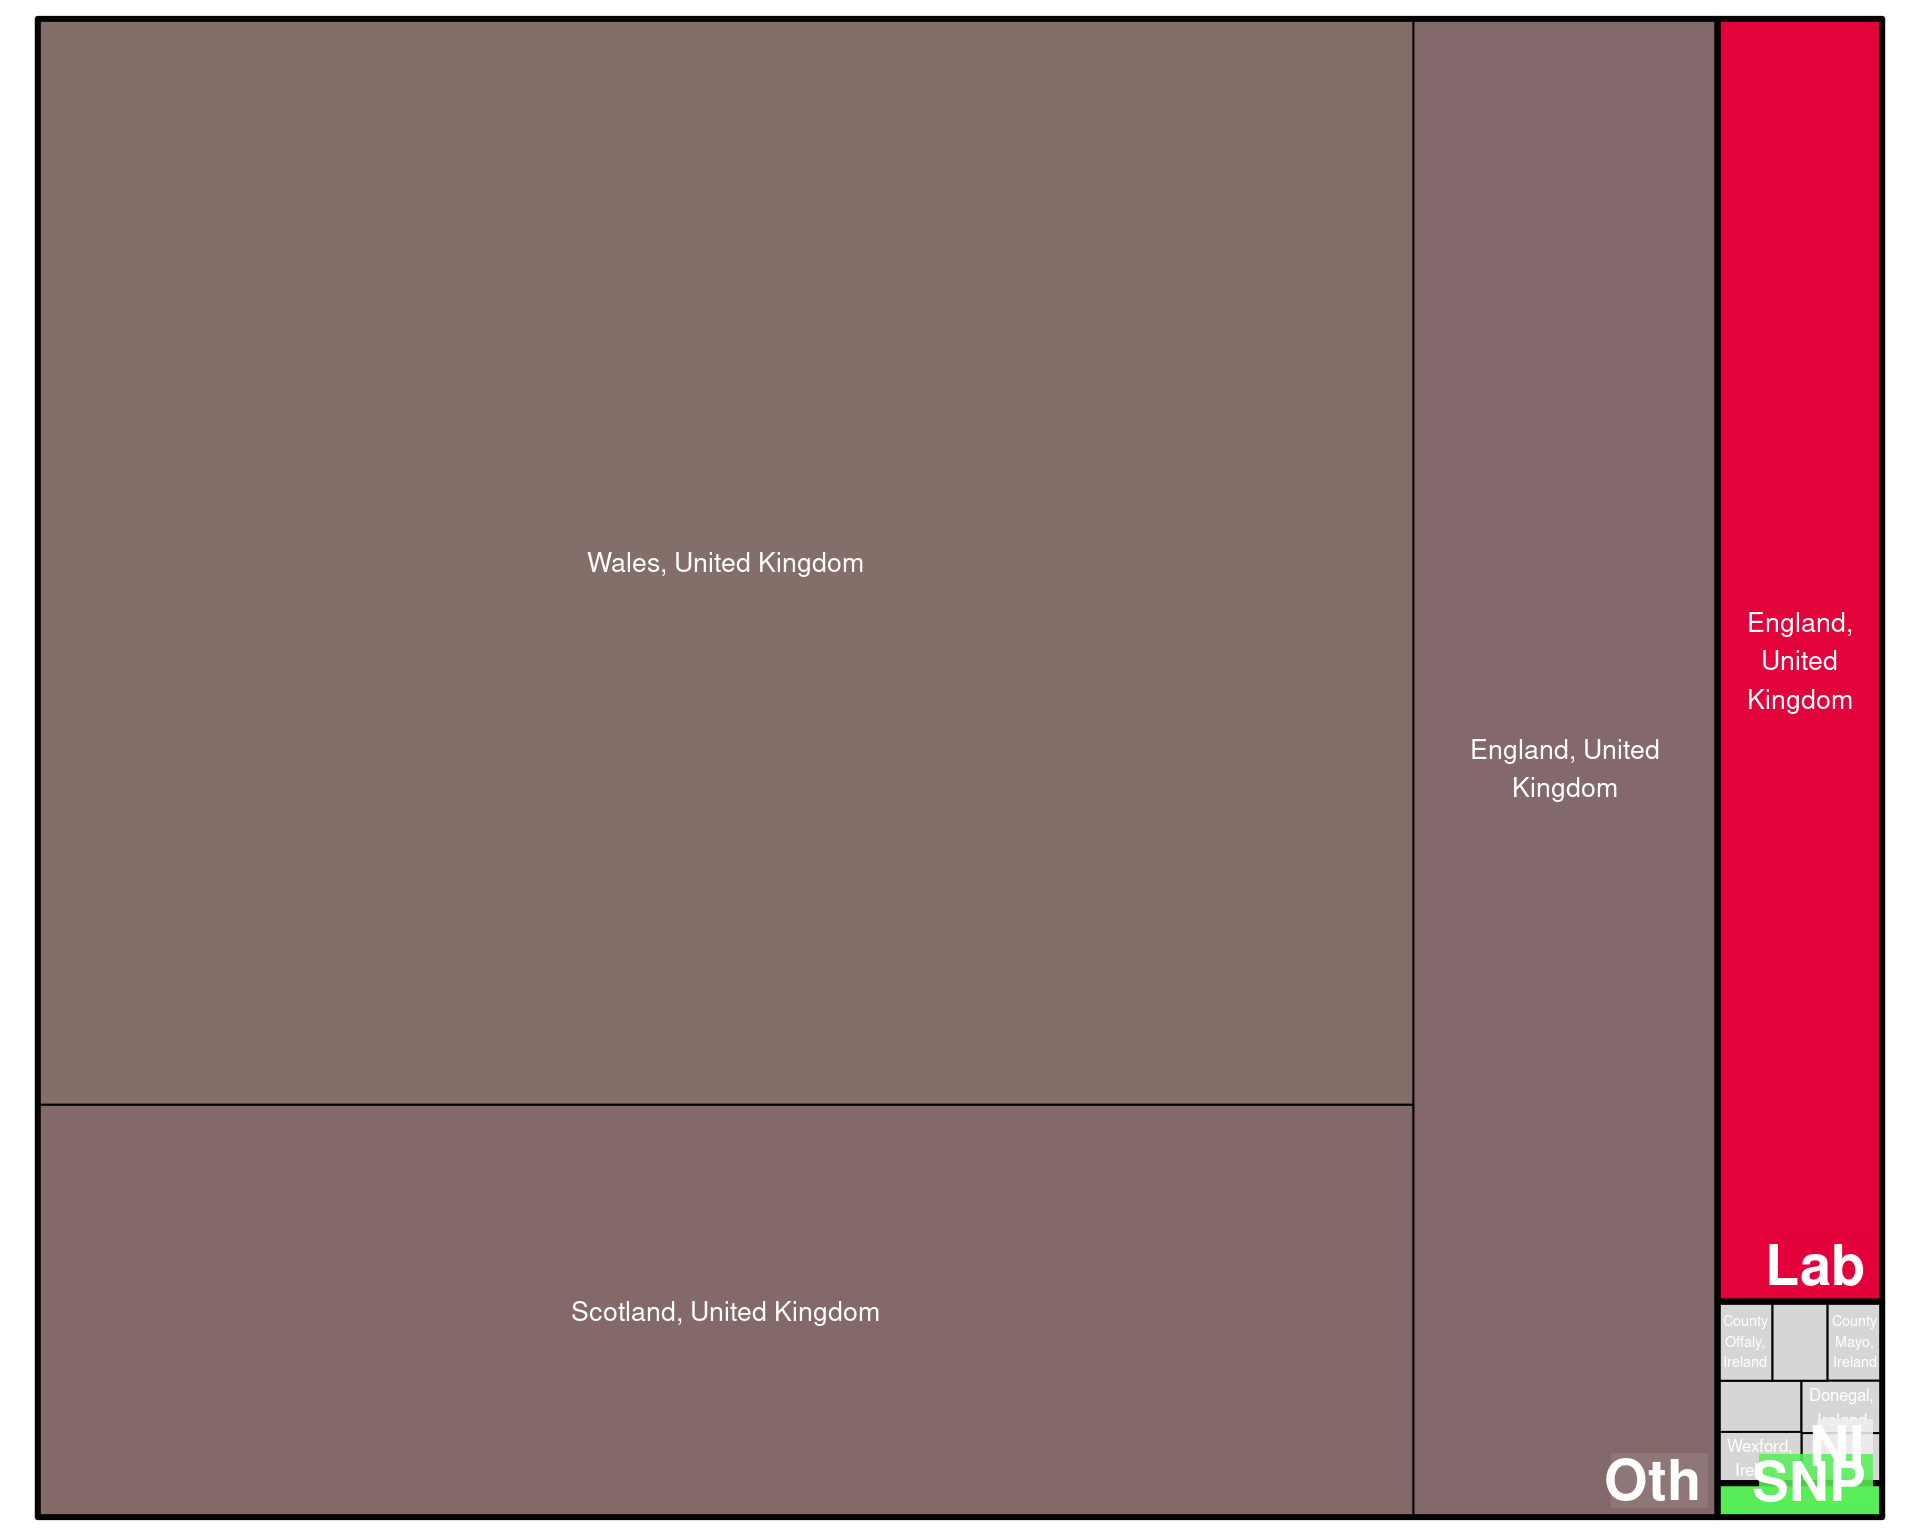 Wales, United Kingdom
England, United
Kingdom
England,
United
Kingdom
Scotland, United Kingdom
Oth
Lab
County
Offaly,
Ireland
County
Mayo,
Ireland
Donegal,
Ireland
Wexford,
NI
SNP